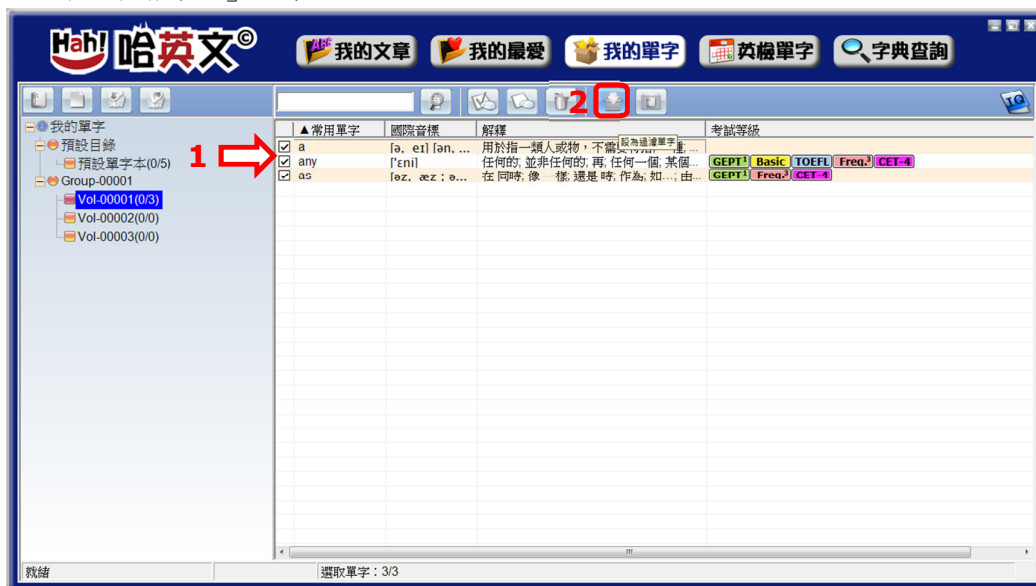 Hah! 哈英文©
ABC 我的文章 我的最愛 我的單字 英檢單字 字典查詢
2
IQ
我的單字
預設目錄
預設單字本(0/5)
Group-00001
Vol-00001(0/3)
Vol-00002(0/0)
Vol-00003(0/0)
1
▲常用單字 國際音標 解釋 考試等級
a [ə, eɪ] [ən, ... 用於指一類人或物，不需
設為過濾單字
any ['ɛni] 任何的; 並非任何的; 再; 任何一個; 某個... GEPT1 Basic TOEFL Freq.3 CET-4
as [əz, æz ; ə... 在 同時; 像 一樣; 還是 時; 作為; 如...; 由... GEPT1 Freq.3 CET-4
就緒 選取單字：3/3